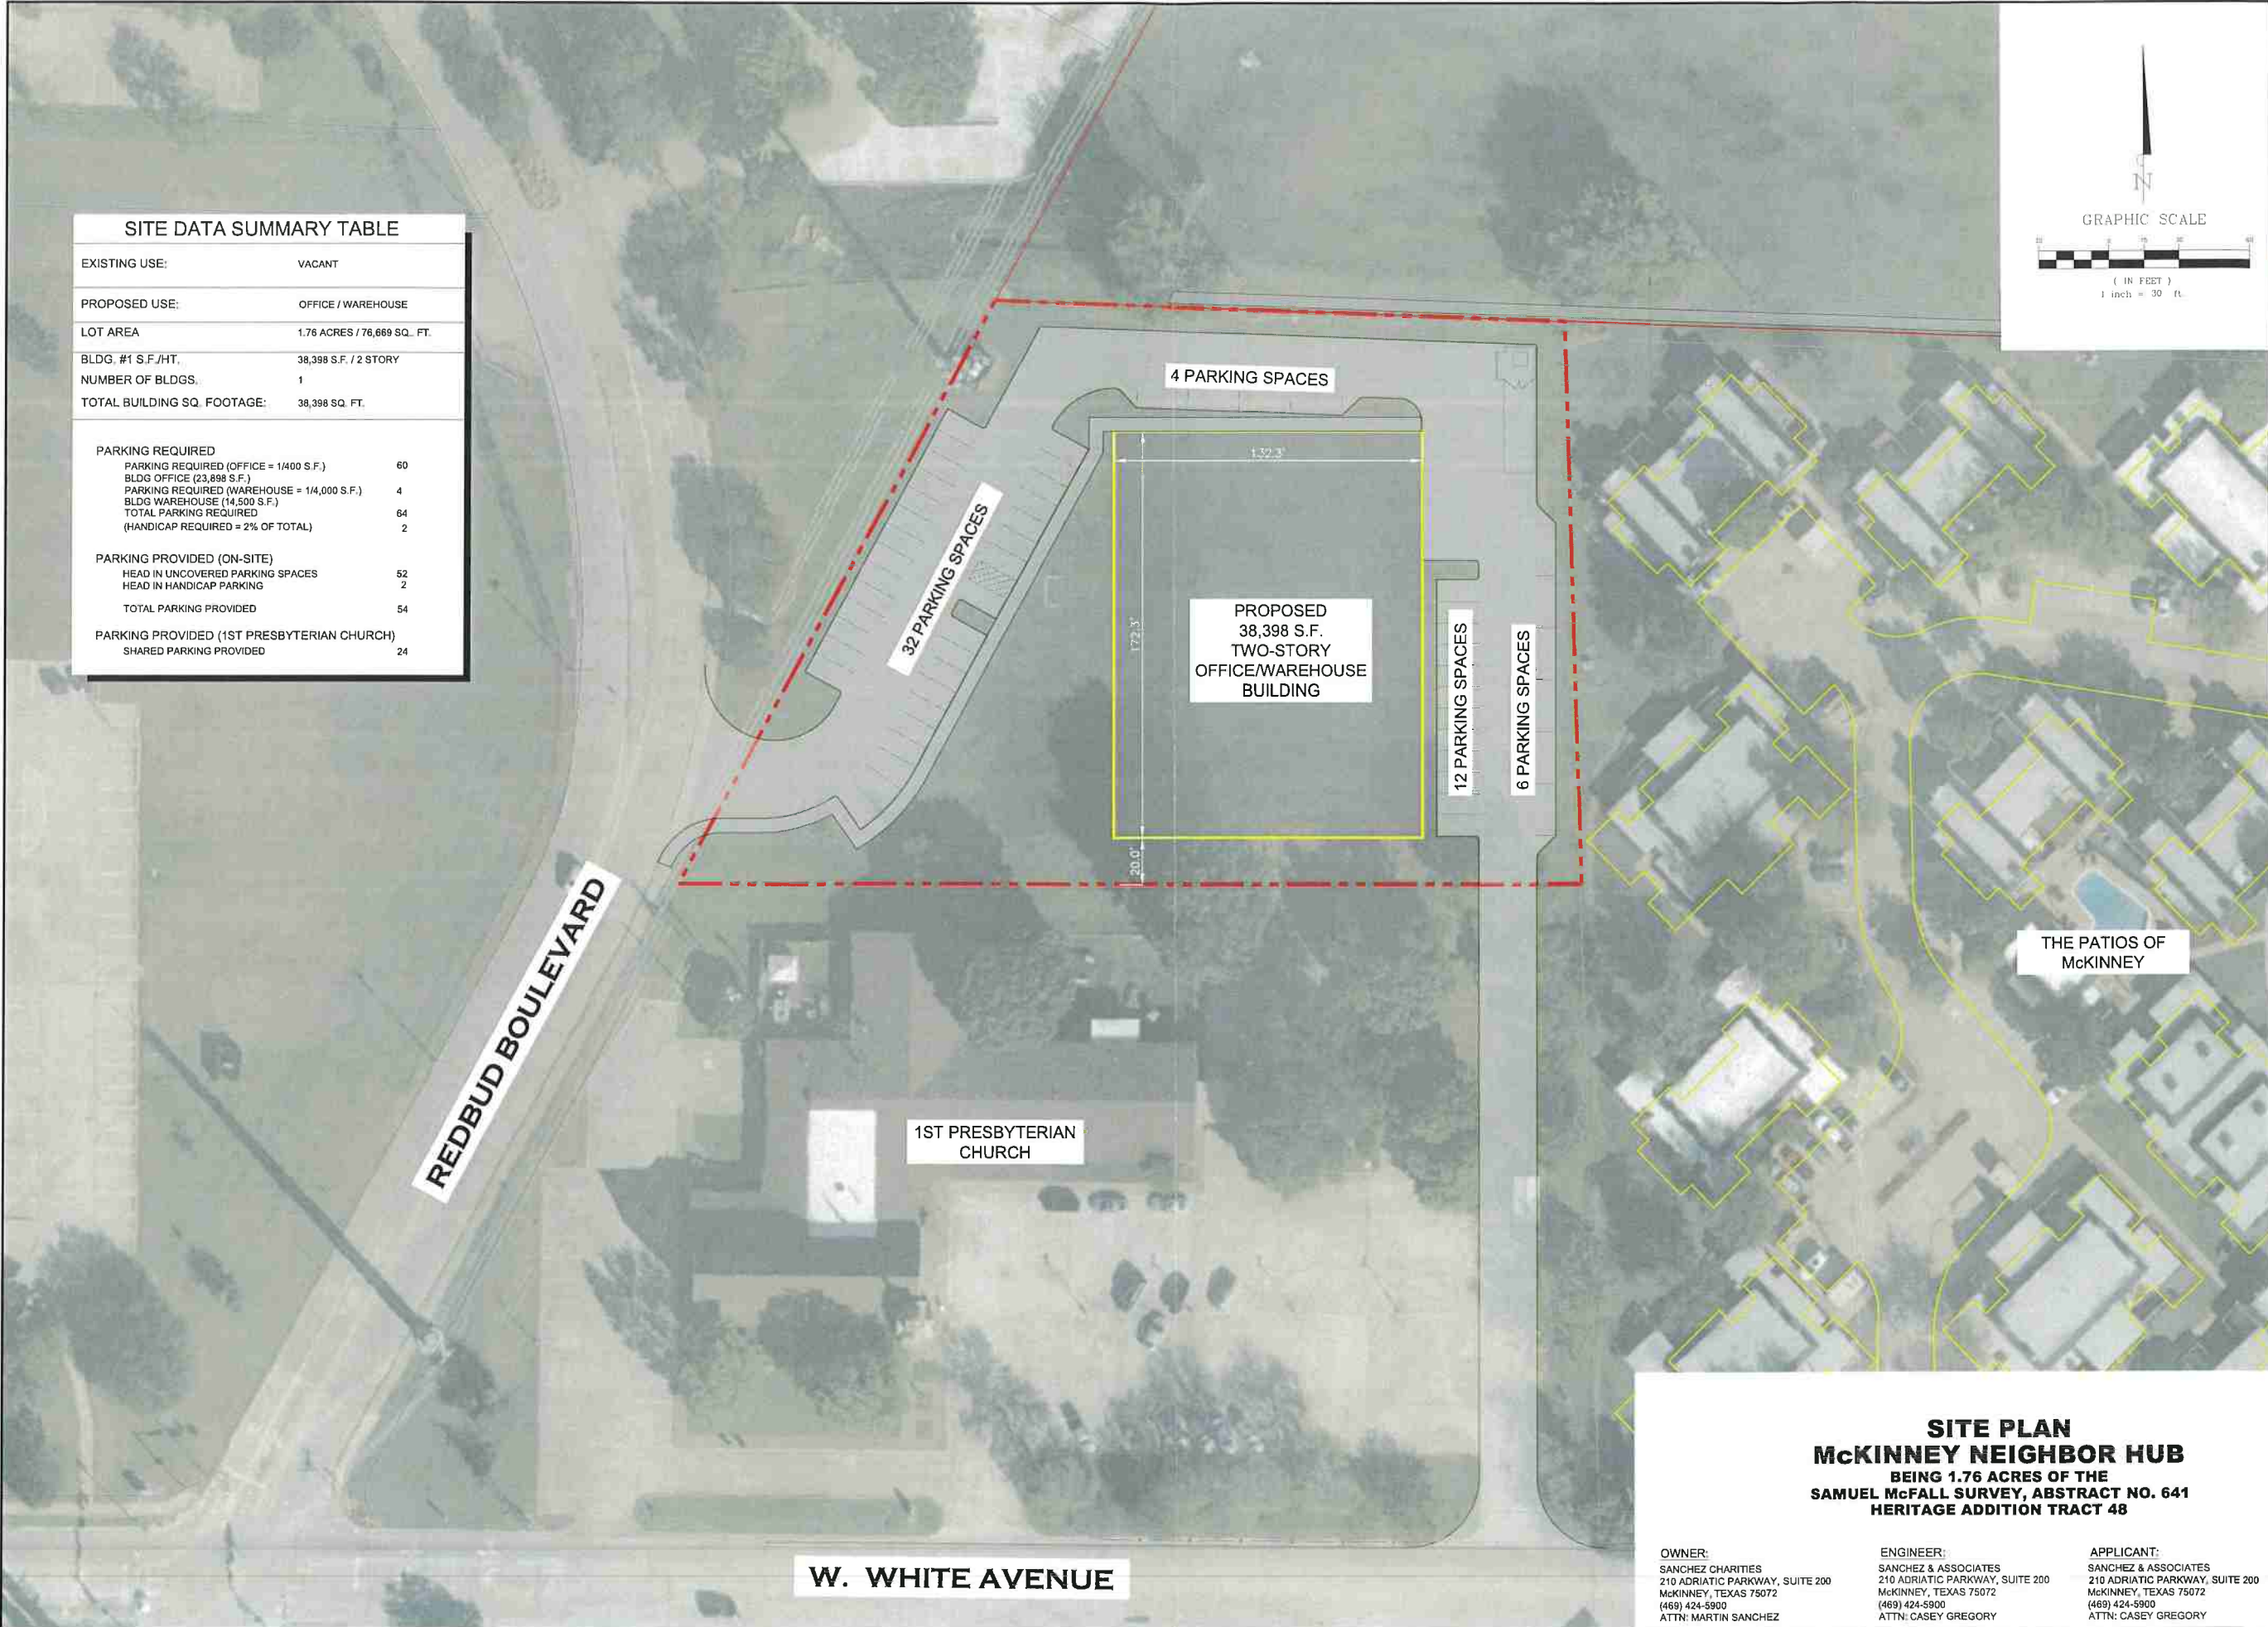 SITE DATA SUMMARY TABLE
EXISTING USE: VACANT
PROPOSED USE: OFFICE / WAREHOUSE
LOT AREA 1.76 ACRES / 76,669 SQ. FT.
BLDG. #1 S.F./HT. 38,398 S.F. / 2 STORY
NUMBER OF BLDGS. 1
TOTAL BUILDING SQ. FOOTAGE: 38,398 SQ. FT.
PARKING REQUIRED
PARKING REQUIRED (OFFICE = 1/400 S.F.) 60
BLDG OFFICE (23,898 S.F.)
PARKING REQUIRED (WAREHOUSE = 1/4,000 S.F.) 4
BLDG WAREHOUSE (14,500 S.F.)
TOTAL PARKING REQUIRED 64
(HANDICAP REQUIRED = 2% OF TOTAL) 2
PARKING PROVIDED (ON-SITE)
HEAD IN UNCOVERED PARKING SPACES 52
HEAD IN HANDICAP PARKING 2
TOTAL PARKING PROVIDED 54
PARKING PROVIDED (1ST PRESBYTERIAN CHURCH)
SHARED PARKING PROVIDED 24
N
GRAPHIC SCALE
( IN FEET )
1 inch = 30 ft.
4 PARKING SPACES
132.3'
32 PARKING SPACES
172.3'
PROPOSED
38,398 S.F.
TWO-STORY
OFFICE/WAREHOUSE
BUILDING
12 PARKING SPACES
6 PARKING SPACES
20.0'
REDBUD BOULEVARD
THE PATIOS OF
McKINNEY
1ST PRESBYTERIAN
CHURCH
W. WHITE AVENUE
SITE PLAN
McKINNEY NEIGHBOR HUB
BEING 1.76 ACRES OF THE
SAMUEL McFALL SURVEY, ABSTRACT NO. 641
HERITAGE ADDITION TRACT 48
OWNER:
SANCHEZ CHARITIES
210 ADRIATIC PARKWAY, SUITE 200
McKINNEY, TEXAS 75072
(469) 424-5900
ATTN: MARTIN SANCHEZ
ENGINEER:
SANCHEZ & ASSOCIATES
210 ADRIATIC PARKWAY, SUITE 200
McKINNEY, TEXAS 75072
(469) 424-5900
ATTN: CASEY GREGORY
APPLICANT:
SANCHEZ & ASSOCIATES
210 ADRIATIC PARKWAY, SUITE 200
McKINNEY, TEXAS 75072
(469) 424-5900
ATTN: CASEY GREGORY